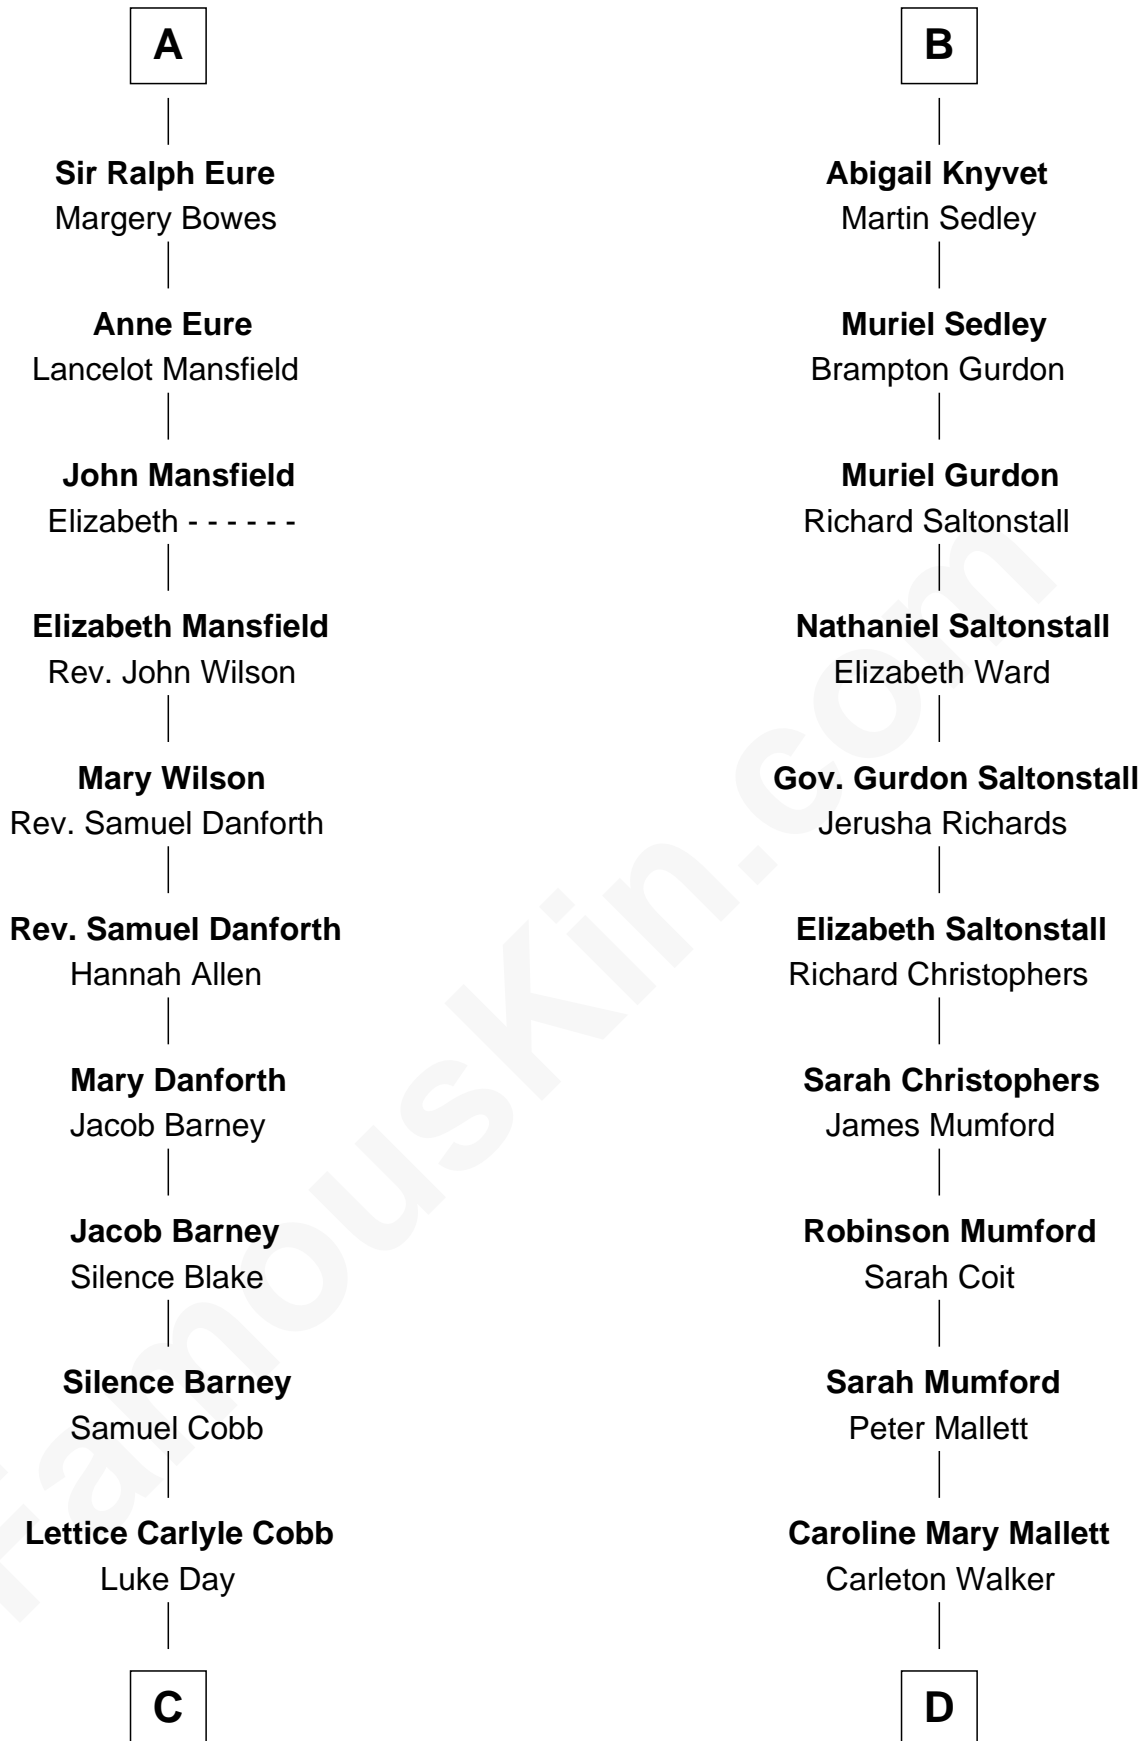 A
Sir Ralph Eure
Margery Bowes
Anne Eure
Lancelot Mansfield
John Mansfield
Elizabeth - - - - - -
Elizabeth Mansfield
Rev. John Wilson
Mary Wilson
Rev. Samuel Danforth
Rev. Samuel Danforth
Hannah Allen
Mary Danforth
Jacob Barney
Jacob Barney
Silence Blake
Silence Barney
Samuel Cobb
Lettice Carlyle Cobb
Luke Day
C
B
Abigail Knyvet
Martin Sedley
Muriel Sedley
Brampton Gurdon
Muriel Gurdon
Richard Saltonstall
Nathaniel Saltonstall
Elizabeth Ward
Gov. Gurdon Saltonstall
Jerusha Richards
Elizabeth Saltonstall
Richard Christophers
Sarah Christophers
James Mumford
Robinson Mumford
Sarah Coit
Sarah Mumford
Peter Mallett
Caroline Mary Mallett
Carleton Walker
D
FamousKin.com